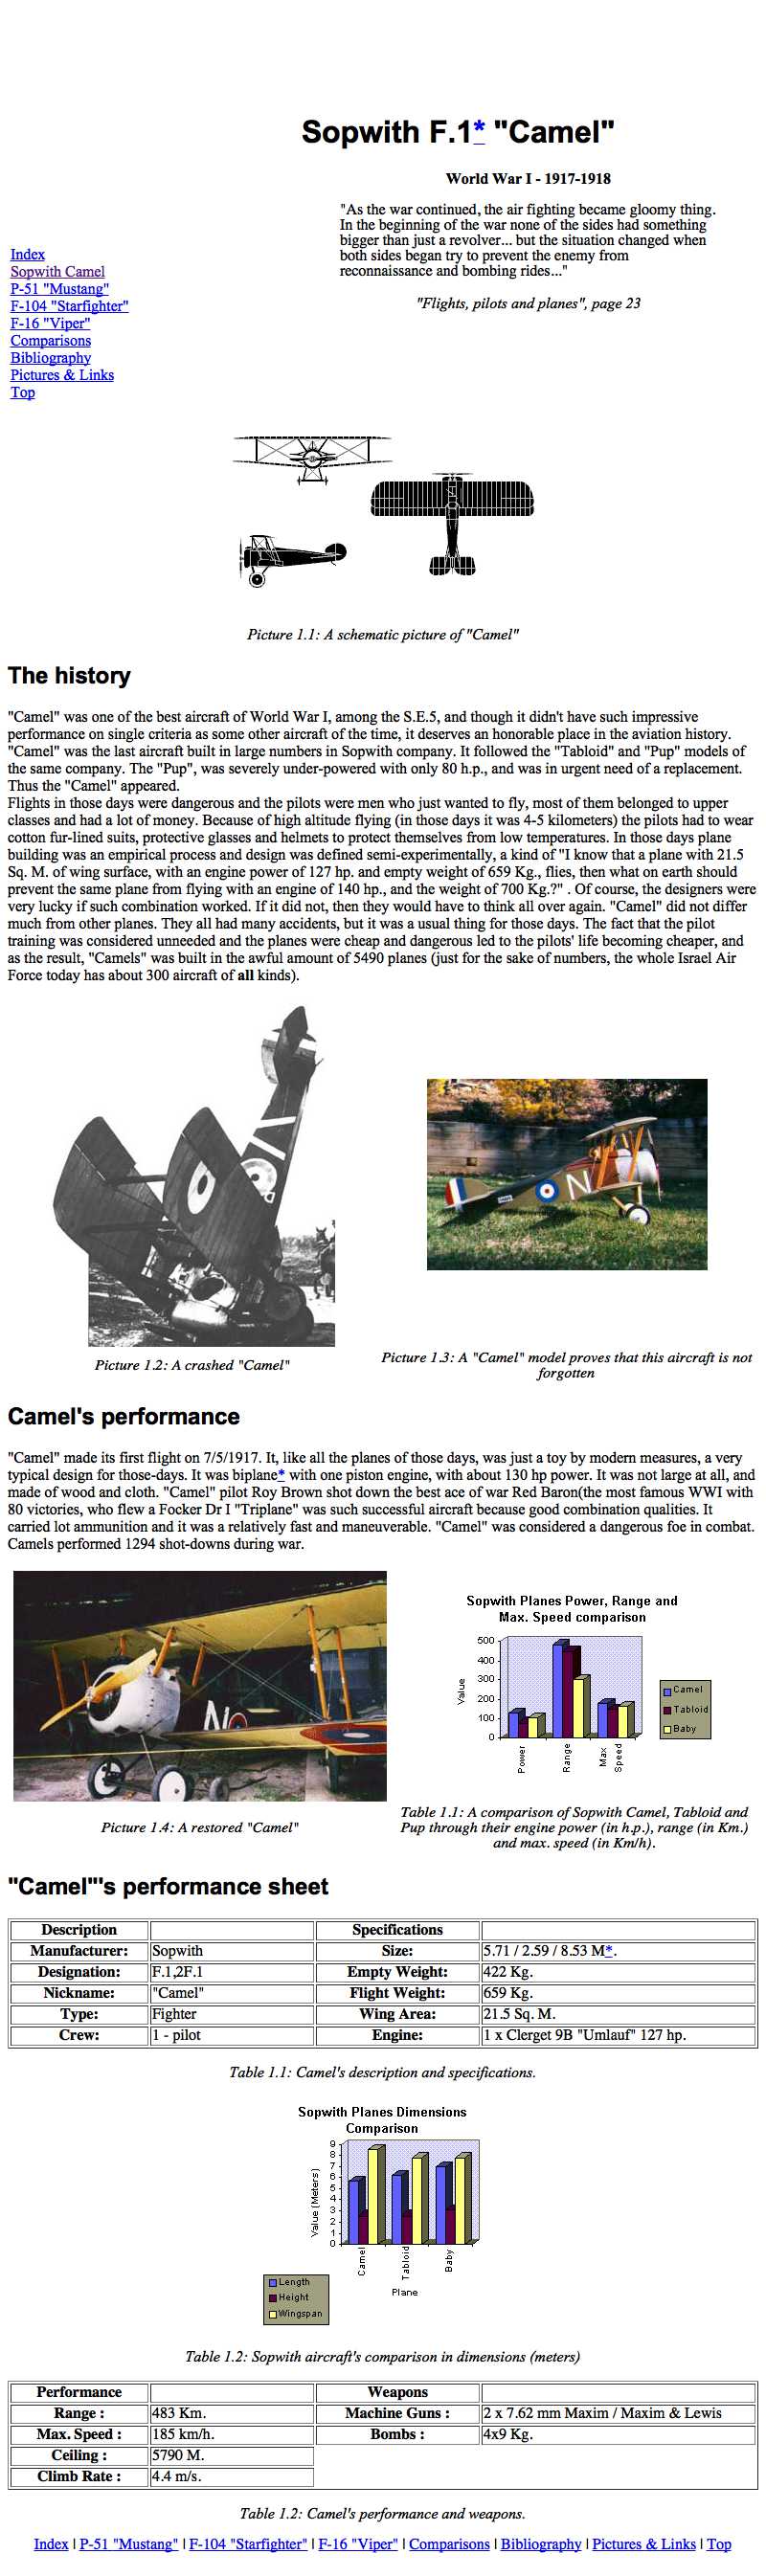 Sopwith F.1* "Camel"
World War I - 1917-1918
"As the war continued, the air fighting became gloomy thing.
In the beginning of the war none of the sides had something
bigger than just a revolver... but the situation changed when
both sides began try to prevent the enemy from
reconnaissance and bombing rides..."
"Flights, pilots and planes", page 23
Index
Sopwith Camel
P-51 "Mustang"
F-104 "Starfighter"
F-16 "Viper"
Comparisons
Bibliography
Pictures & Links
Top
Picture 1.1: A schematic picture of "Camel"
The history
"Camel" was one of the best aircraft of World War I, among the S.E.5, and though it didn't have such impressive
performance on single criteria as some other aircraft of the time, it deserves an honorable place in the aviation history.
"Camel" was the last aircraft built in large numbers in Sopwith company. It followed the "Tabloid" and "Pup" models of
the same company. The "Pup", was severely under-powered with only 80 h.p., and was in urgent need of a replacement.
Thus the "Camel" appeared.
Flights in those days were dangerous and the pilots were men who just wanted to fly, most of them belonged to upper
classes and had a lot of money. Because of high altitude flying (in those days it was 4-5 kilometers) the pilots had to wear
cotton fur-lined suits, protective glasses and helmets to protect themselves from low temperatures. In those days plane
building was an empirical process and design was defined semi-experimentally, a kind of "I know that a plane with 21.5
Sq. M. of wing surface, with an engine power of 127 hp. and empty weight of 659 Kg., flies, then what on earth should
prevent the same plane from flying with an engine of 140 hp., and the weight of 700 Kg.?" . Of course, the designers were
very lucky if such combination worked. If it did not, then they would have to think all over again. "Camel" did not differ
much from other planes. They all had many accidents, but it was a usual thing for those days. The fact that the pilot
training was considered unneeded and the planes were cheap and dangerous led to the pilots' life becoming cheaper, and
as the result, "Camels" was built in the awful amount of 5490 planes (just for the sake of numbers, the whole Israel Air
Force today has about 300 aircraft of all kinds).
Picture 1.2: A crashed "Camel"
Picture 1.3: A "Camel" model proves that this aircraft is not
forgotten
Camel's performance
"Camel" made its first flight on 7/5/1917. It, like all the planes of those days, was just a toy by modern measures, a very
typical design for those-days. It was biplane* with one piston engine, with about 130 hp power. It was not large at all, and
made of wood and cloth. "Camel" pilot Roy Brown shot down the best ace of war Red Baron(the most famous WWI with
80 victories, who flew a Focker Dr I "Triplane" was such successful aircraft because good combination qualities. It
carried lot ammunition and it was a relatively fast and maneuverable. "Camel" was considered a dangerous foe in combat.
Camels performed 1294 shot-downs during war.
N
Picture 1.4: A restored "Camel"
Sopwith Planes Power, Range and
Max. Speed comparison
Value
500
400
300
200
100
0
Power
Range
Max
Speed
Camel
Tabloid
Baby
Table 1.1: A comparison of Sopwith Camel, Tabloid and
Pup through their engine power (in h.p.), range (in Km.)
and max. speed (in Km/h).
"Camel"'s performance sheet
Description Specifications
Manufacturer: Sopwith Size: 5.71 / 2.59 / 8.53 M*.
Designation: F.1,2F.1 Empty Weight: 422 Kg.
Nickname: "Camel" Flight Weight: 659 Kg.
Type: Fighter Wing Area: 21.5 Sq. M.
Crew: 1 - pilot Engine: 1 x Clerget 9B "Umlauf" 127 hp.
Table 1.1: Camel's description and specifications.
Sopwith Planes Dimensions
Comparison
Value (Meters)
9
8
7
6
5
4
3
2
1
0
Camel
Tabloid
Baby
Plane
Length
Height
Wingspan
Table 1.2: Sopwith aircraft's comparison in dimensions (meters)
Performance Weapons
Range : 483 Km. Machine Guns : 2 x 7.62 mm Maxim / Maxim & Lewis
Max. Speed : 185 km/h. Bombs : 4x9 Kg.
Ceiling : 5790 M.
Climb Rate : 4.4 m/s.
Table 1.2: Camel's performance and weapons.
Index | P-51 "Mustang" | F-104 "Starfighter" | F-16 "Viper" | Comparisons | Bibliography | Pictures & Links | Top